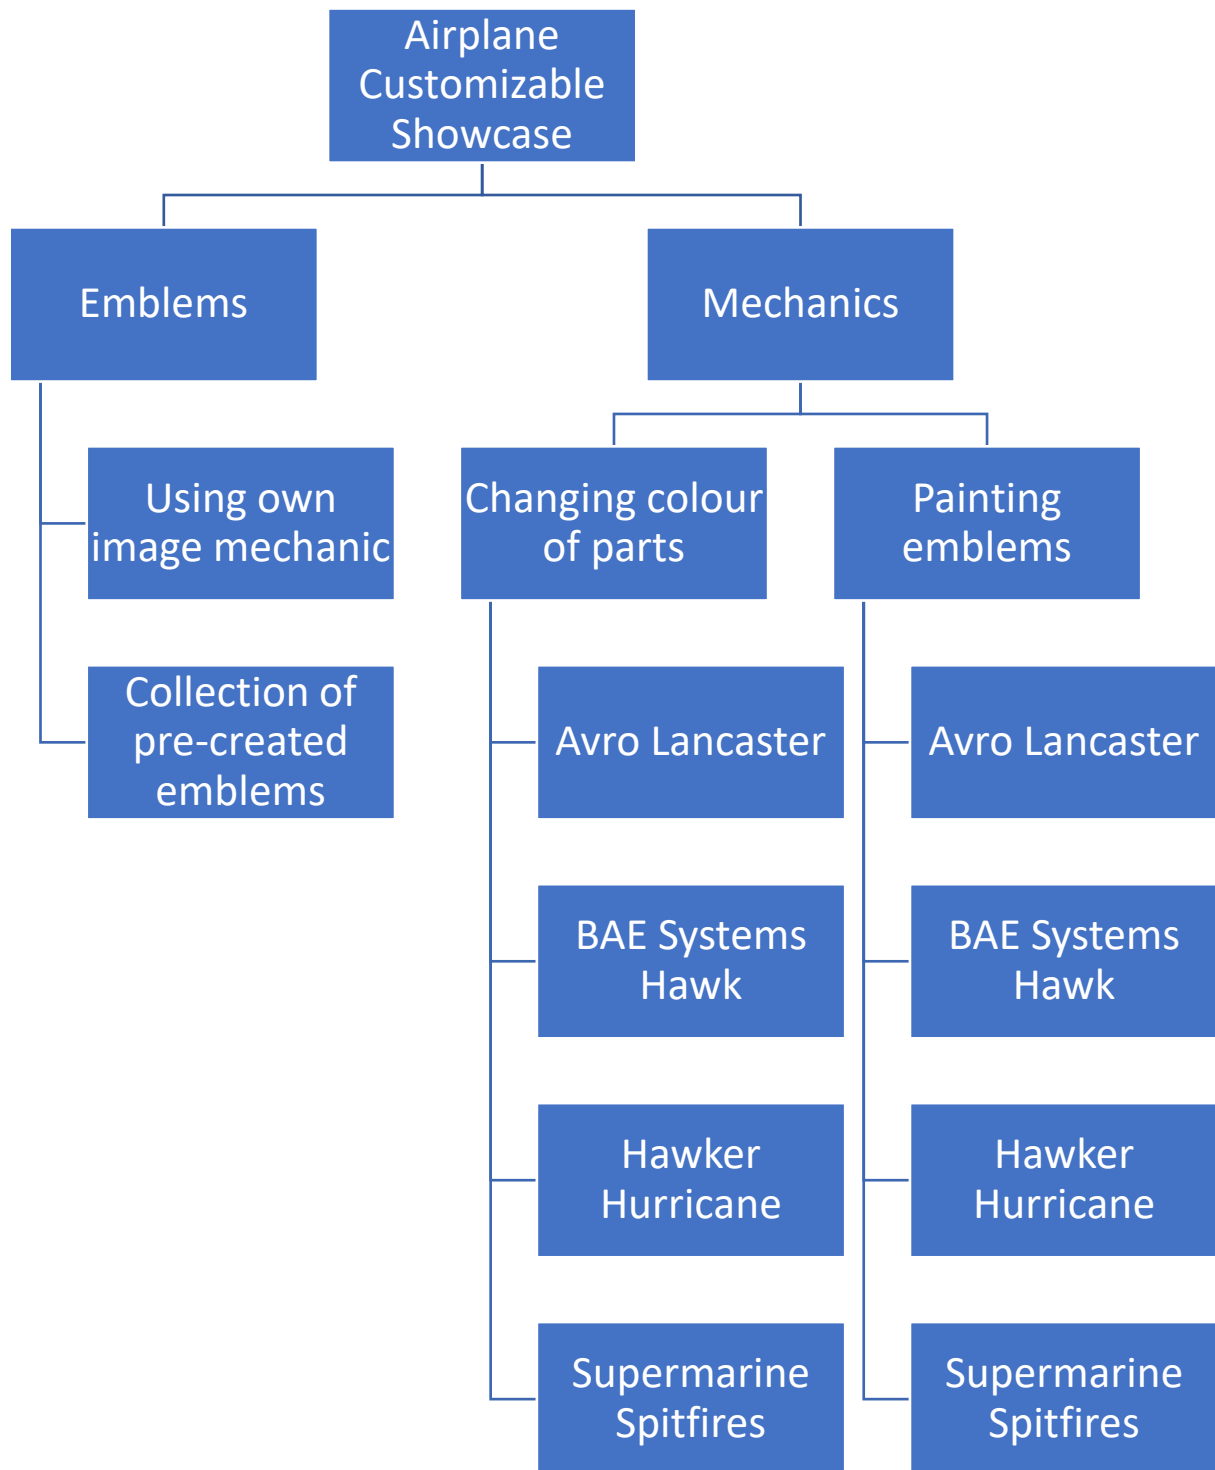 Airplane
Customizable
Showcase
Emblems
Mechanics
Using own
image mechanic
Changing colour
of parts
Painting
emblems
Collection of
pre-created
emblems
Avro Lancaster
Avro Lancaster
BAE Systems
Hawk
BAE Systems
Hawk
Hawker
Hurricane
Hawker
Hurricane
Supermarine
Spitfires
Supermarine
Spitfires